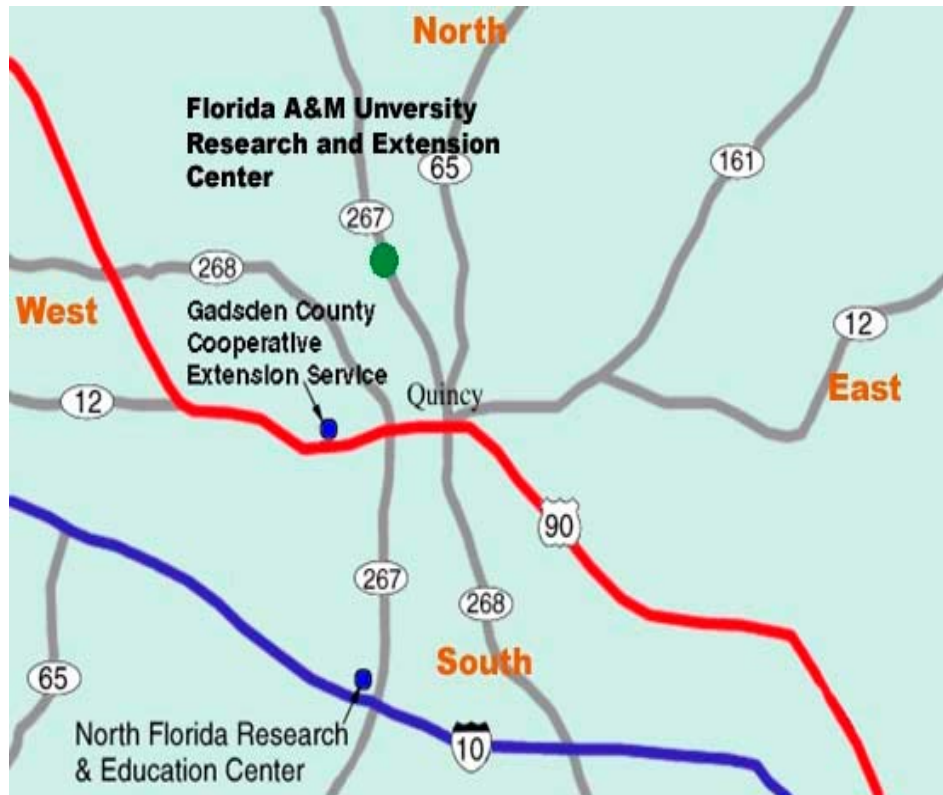 North
Florida A&M Unversity
Research and Extension
Center
65
161
267
268
West
Gadsden County
Cooperative
Extension Service
12
12
Quincy
East
90
267
268
South
65
North Florida Research
& Education Center
10